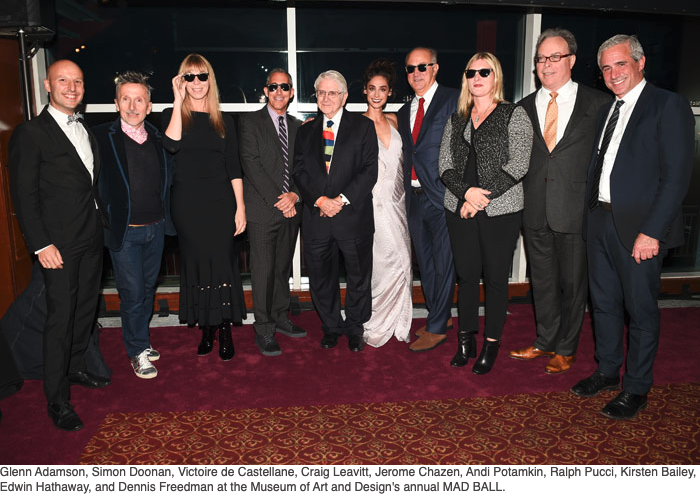 Glenn Adamson, Simon Doonan, Victoire de Castellane, Craig Leavitt, Jerome Chazen, Andi Potamkin, Ralph Pucci, Kirsten Bailey,
Edwin Hathaway, and Dennis Freedman at the Museum of Art and Design's annual MAD BALL.